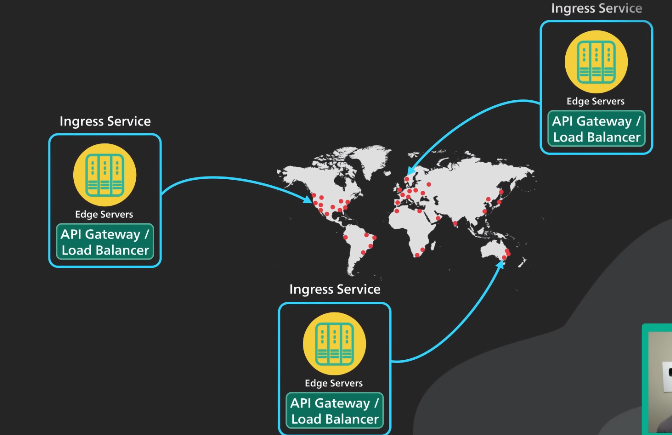 Ingress Service
Edge Servers
API Gateway /
Load Balancer
Ingress Service
Edge Servers
API Gateway /
Load Balancer
Ingress Service
Edge Servers
API Gateway /
Load Balancer